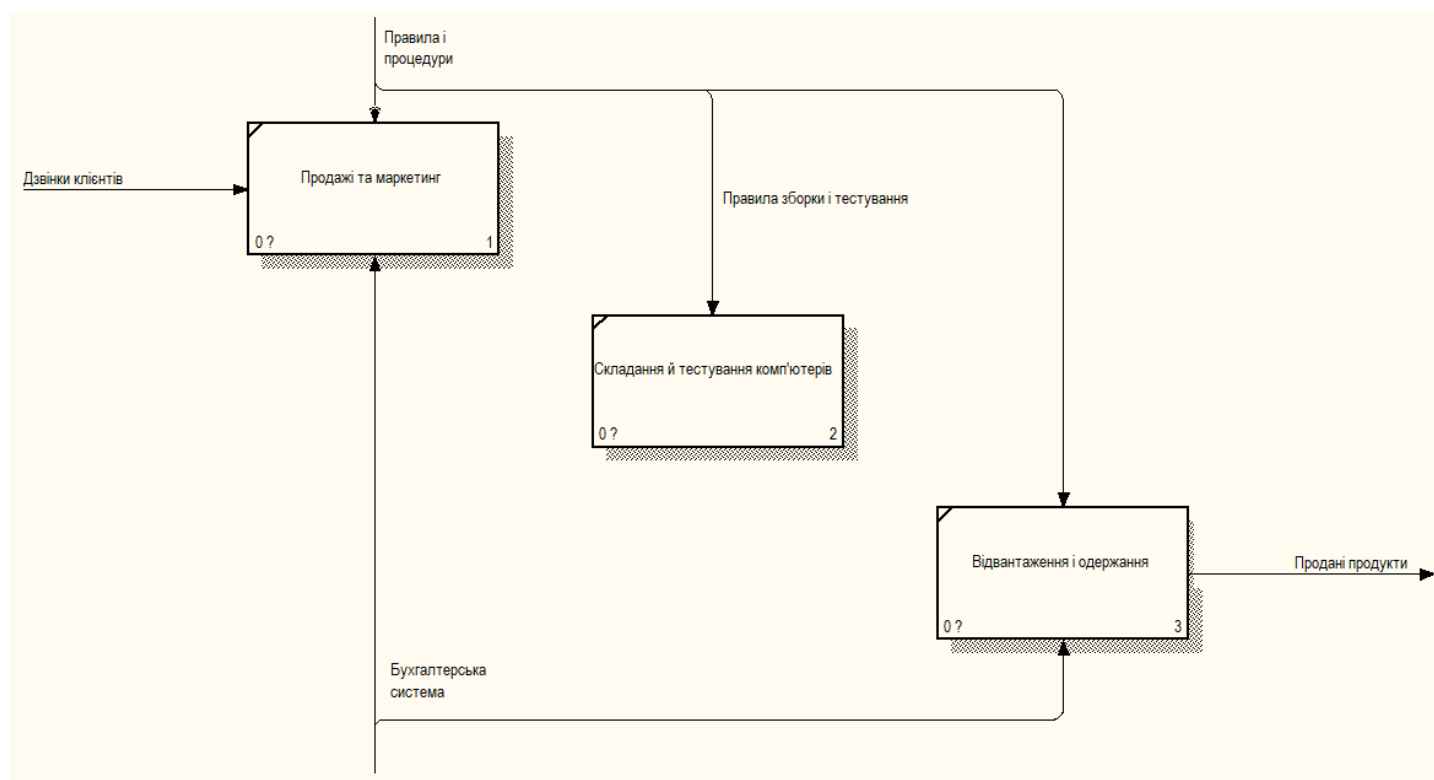 Правила і
процедури
Дзвінки клієнтів
Продажі та маркетинг
0 ?
1
Правила зборки і тестування
Складання й тестування комп'ютерів
0 ?
2
Відвантаження і одержання
0 ?
3
Продані продукти
Бухгалтерська
система